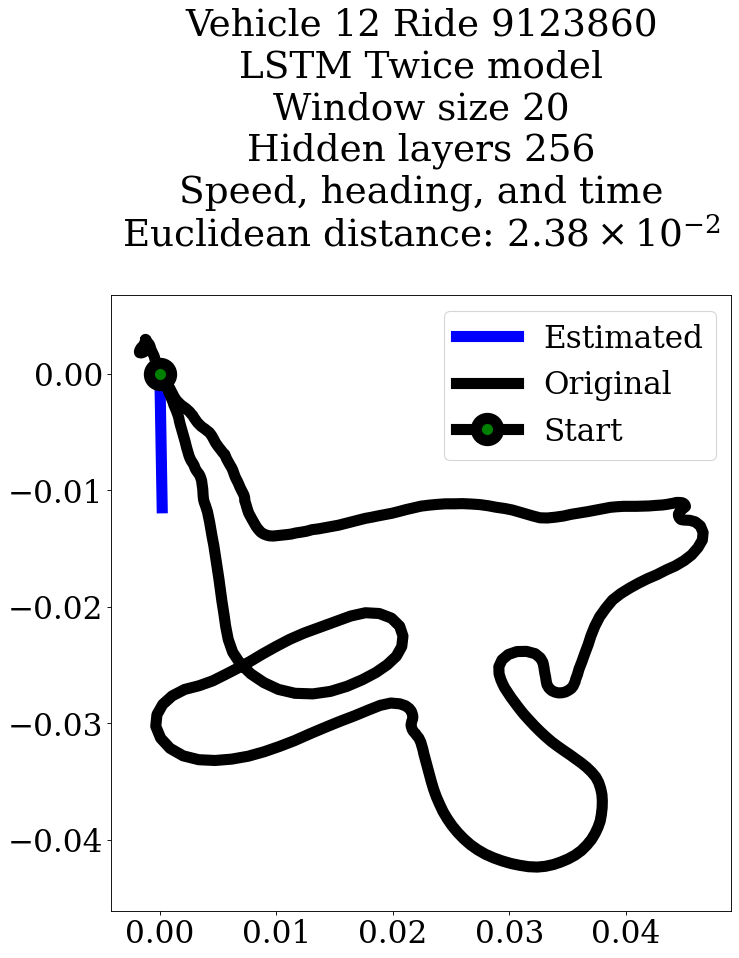 Vehicle 12 Ride 9123860
LSTM Twice model
Window size 20
Hidden layers 256
Speed, heading, and time
Euclidean distance: 2.38 × 10⁻²
Estimated
Original
Start
0.00
−0.01
−0.02
−0.03
−0.04
0.00 0.01 0.02 0.03 0.04